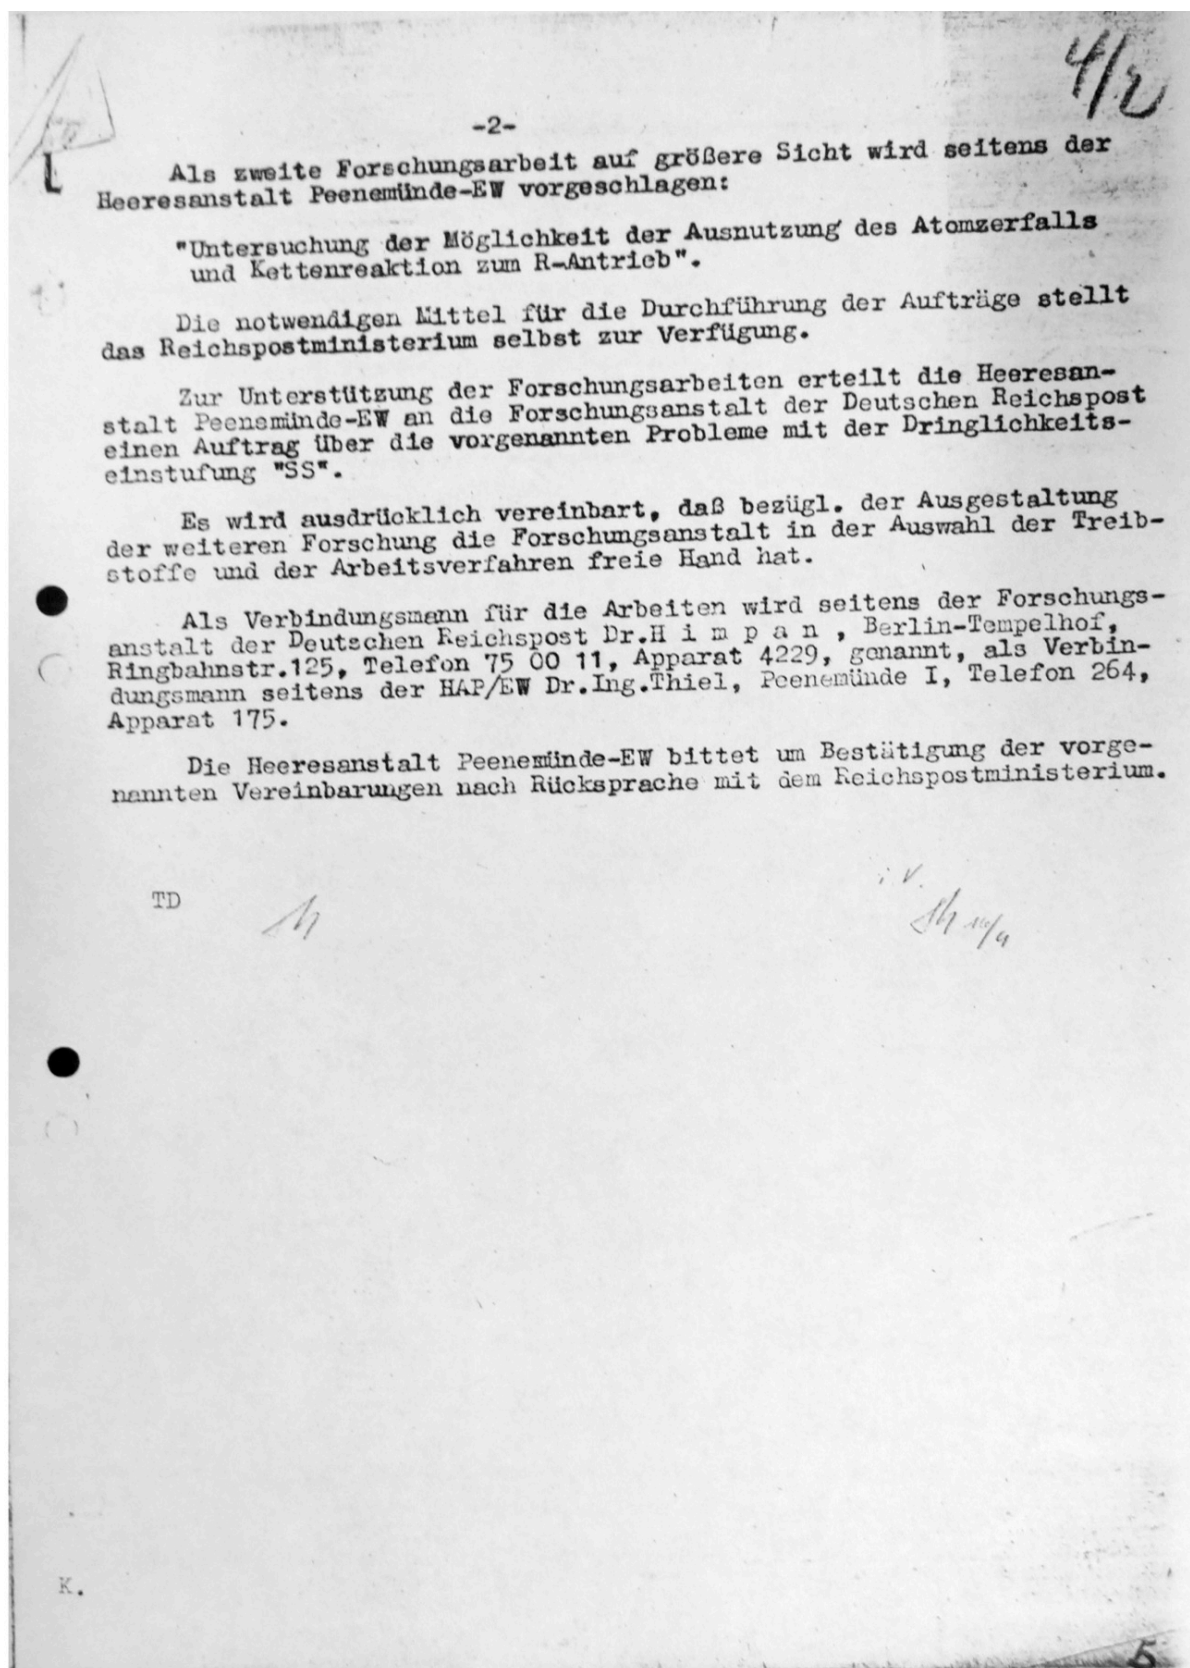 4/2
-2-
Als zweite Forschungsarbeit auf größere Sicht wird seitens der
Heeresanstalt Peenemünde-EW vorgeschlagen:
"Untersuchung der Möglichkeit der Ausnutzung des Atomzerfalls
und Kettenreaktion zum R-Antrieb".
Die notwendigen Mittel für die Durchführung der Aufträge stellt
das Reichspostministerium selbst zur Verfügung.
Zur Unterstützung der Forschungsarbeiten erteilt die Heeresan-
stalt Peenemünde-EW an die Forschungsanstalt der Deutschen Reichspost
einen Auftrag über die vorgenannten Probleme mit der Dringlichkeits-
einstufung "SS".
Es wird ausdrücklich vereinbart, daß bezügl. der Ausgestaltung
der weiteren Forschung die Forschungsanstalt in der Auswahl der Treib-
stoffe und der Arbeitsverfahren freie Hand hat.
Als Verbindungsmann für die Arbeiten wird seitens der Forschungs-
anstalt der Deutschen Reichspost Dr.H i m p a n , Berlin-Tempelhof,
Ringbahnstr.125, Telefon 75 00 11, Apparat 4229, genannt, als Verbin-
dungsmann seitens der HAP/EW Dr.Ing.Thiel, Peenemünde I, Telefon 264,
Apparat 175.
Die Heeresanstalt Peenemünde-EW bittet um Bestätigung der vorge-
nannten Vereinbarungen nach Rücksprache mit dem Reichspostministerium.
i.V.
TD
K.
5